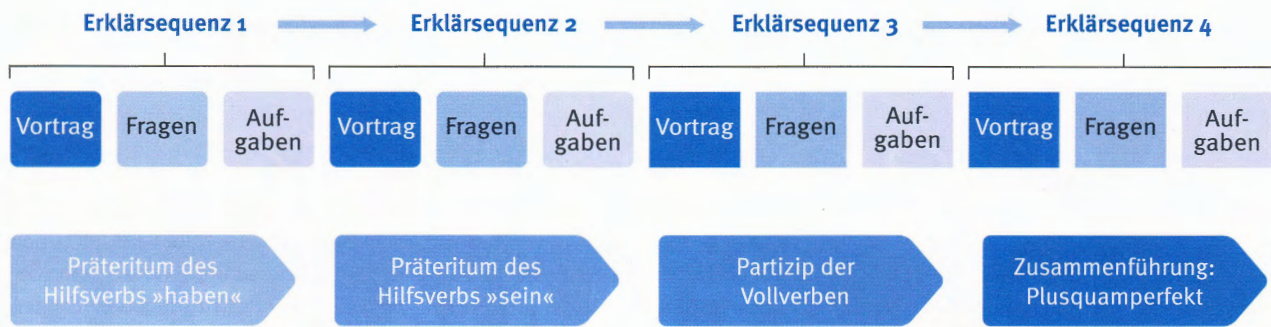 Erklärsequenz 1 Erklärsequenz 2 Erklärsequenz 3 Erklärsequenz 4
Vortrag Fragen Auf-
gaben
Vortrag Fragen Auf-
gaben
Vortrag Fragen Auf-
gaben
Vortrag Fragen Auf-
gaben
Präteritum des
Hilfsverbs »haben«
Präteritum des
Hilfsverbs »sein«
Partizip der
Vollverben
Zusammenführung:
Plusquamperfekt